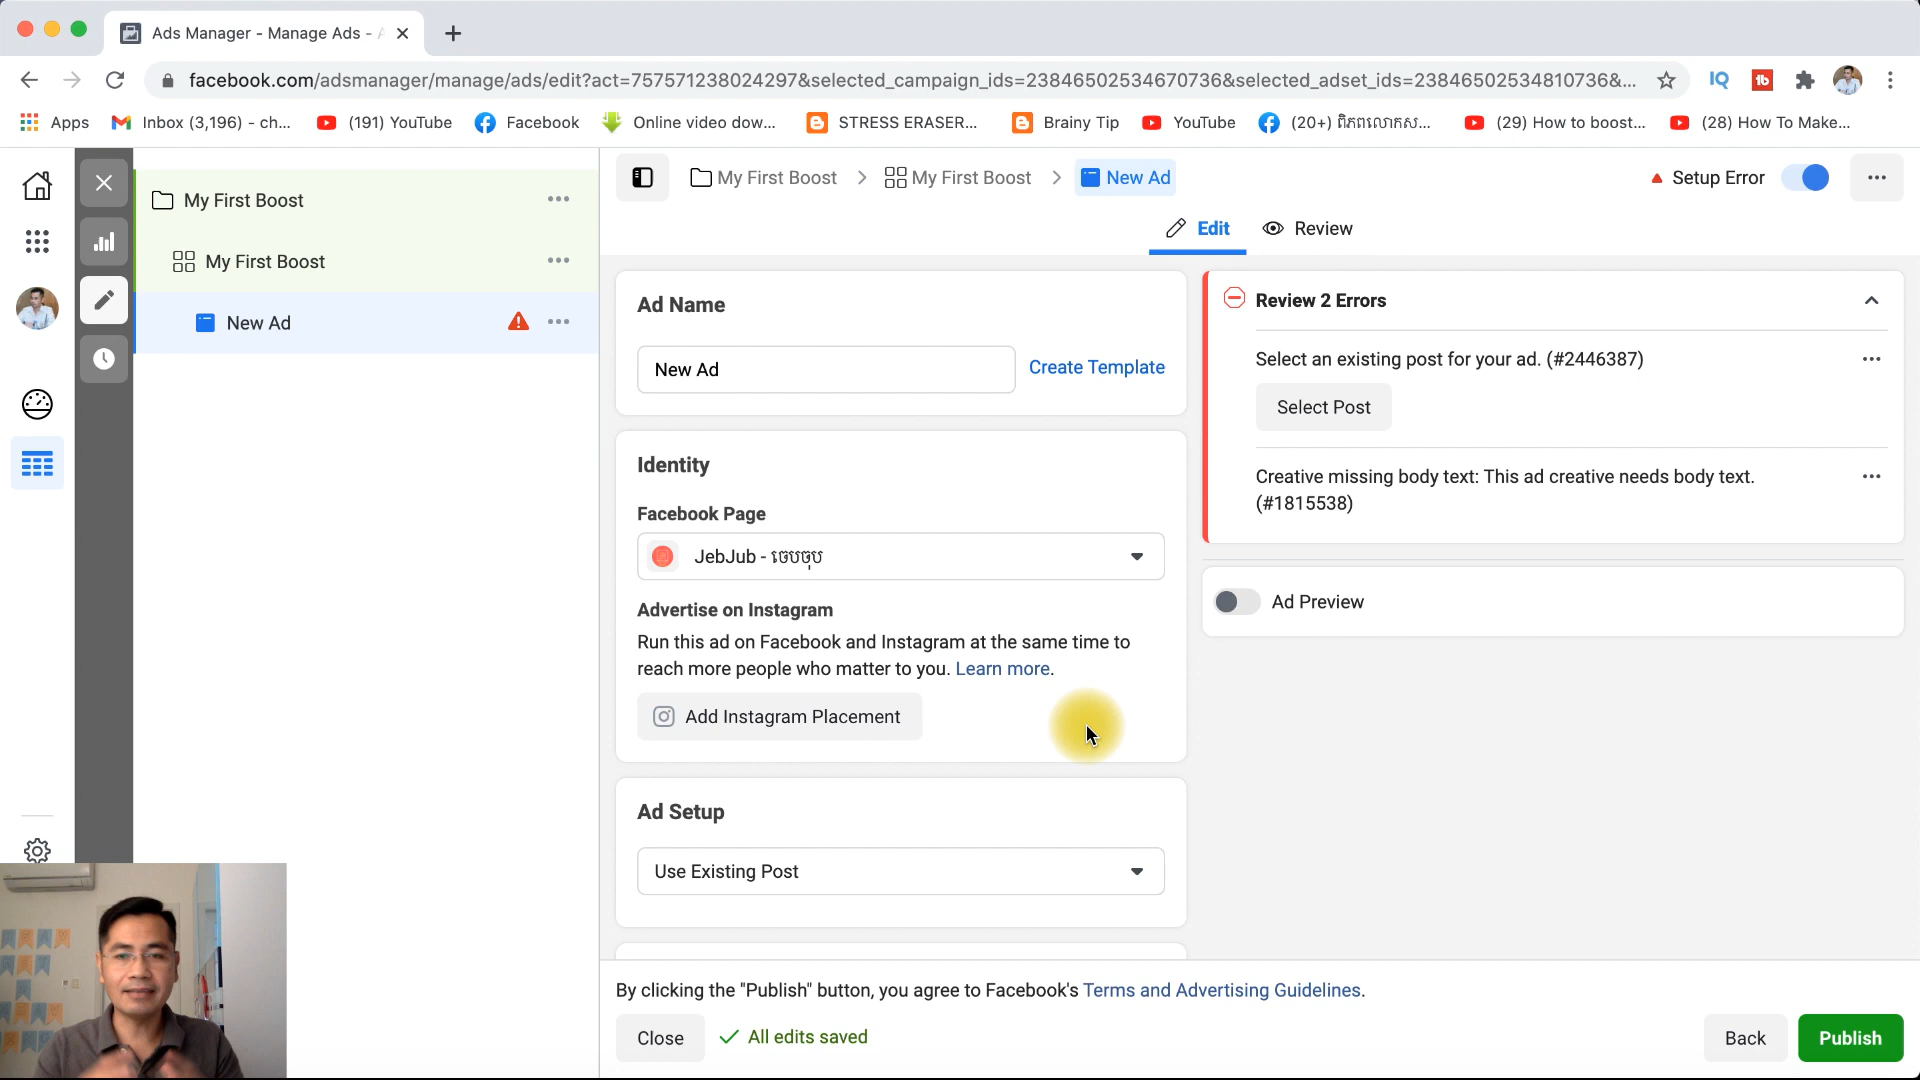 Ads Manager - Manage Ads - A
facebook.com/adsmanager/manage/ads/edit?act=757571238024297&selected_campaign_ids=23846502534670736&selected_adset_ids=23846502534810736&...
Apps
Inbox (3,196) - ch...
(191) YouTube
Facebook
Online video dow...
STRESS ERASER...
Brainy Tip
YouTube
(20+) ពិភពលោកស...
(29) How to boost...
(28) How To Make...
My First Boost
My First Boost
New Ad
My First Boost
My First Boost
New Ad
Setup Error
Edit
Review
Ad Name
New Ad
Create Template
Identity
Facebook Page
JebJub - ចេបចុប
Advertise on Instagram
Run this ad on Facebook and Instagram at the same time to
reach more people who matter to you. Learn more.
Add Instagram Placement
Ad Setup
Use Existing Post
Review 2 Errors
Select an existing post for your ad. (#2446387)
Select Post
Creative missing body text: This ad creative needs body text.
(#1815538)
Ad Preview
By clicking the "Publish" button, you agree to Facebook's Terms and Advertising Guidelines.
Close
All edits saved
Back
Publish